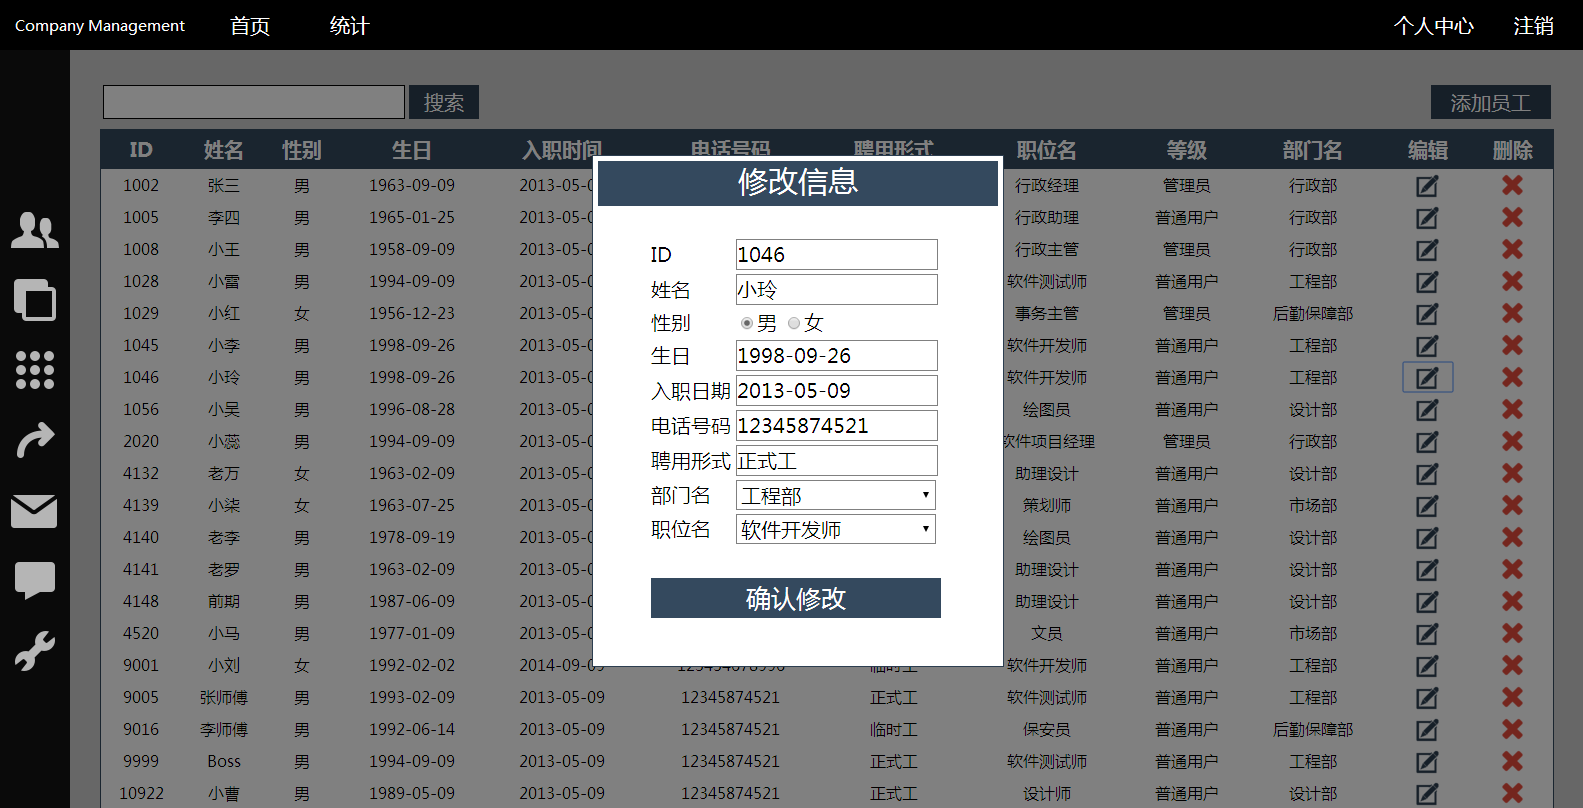 Company Management 首页 统计 个人中心 注销
搜索 添加员工
ID 姓名 性别 生日 入职时间 电话号码 聘用形式 职位名 等级 部门名 编辑 删除
1002 张三 男 1963-09-09 2013-05-0 行政经理 管理员 行政部
1005 李四 男 1965-01-25 2013-05-0 行政助理 普通用户 行政部
1008 小王 男 1958-09-09 2013-05-0 行政主管 管理员 行政部
1028 小雷 男 1994-09-09 2013-05-0 软件测试师 普通用户 工程部
1029 小红 女 1956-12-23 2013-05-0 事务主管 管理员 后勤保障部
1045 小李 男 1998-09-26 2013-05-0 软件开发师 普通用户 工程部
1046 小玲 男 1998-09-26 2013-05-0 软件开发师 普通用户 工程部
1056 小吴 男 1996-08-28 2013-05-0 绘图员 普通用户 设计部
2020 小蕊 男 1994-09-09 2013-05-0 软件项目经理 管理员 行政部
4132 老万 女 1963-02-09 2013-05-0 助理设计 普通用户 设计部
4139 小柒 女 1963-07-25 2013-05-0 策划师 普通用户 市场部
4140 老李 男 1978-09-19 2013-05-0 绘图员 普通用户 设计部
4141 老罗 男 1963-02-09 2013-05-0 助理设计 普通用户 设计部
4148 前期 男 1987-06-09 2013-05-0 助理设计 普通用户 设计部
4520 小马 男 1977-01-09 2013-05-0 文员 普通用户 市场部
9001 小刘 女 1992-02-02 2014-09-0 临时工 软件开发师 普通用户 工程部
9005 张师傅 男 1993-02-09 2013-05-09 12345874521 正式工 软件测试师 普通用户 工程部
9016 李师傅 男 1992-06-14 2013-05-09 12345874521 临时工 保安员 普通用户 后勤保障部
9999 Boss 男 1994-09-09 2013-05-09 12345874521 正式工 软件测试师 普通用户 工程部
10922 小曹 男 1989-05-09 2013-05-09 12345874521 正式工 设计师 普通用户 设计部
修改信息
ID 1046
姓名 小玲
性别 男 女
生日 1998-09-26
入职日期 2013-05-09
电话号码 12345874521
聘用形式 正式工
部门名 工程部
职位名 软件开发师
确认修改